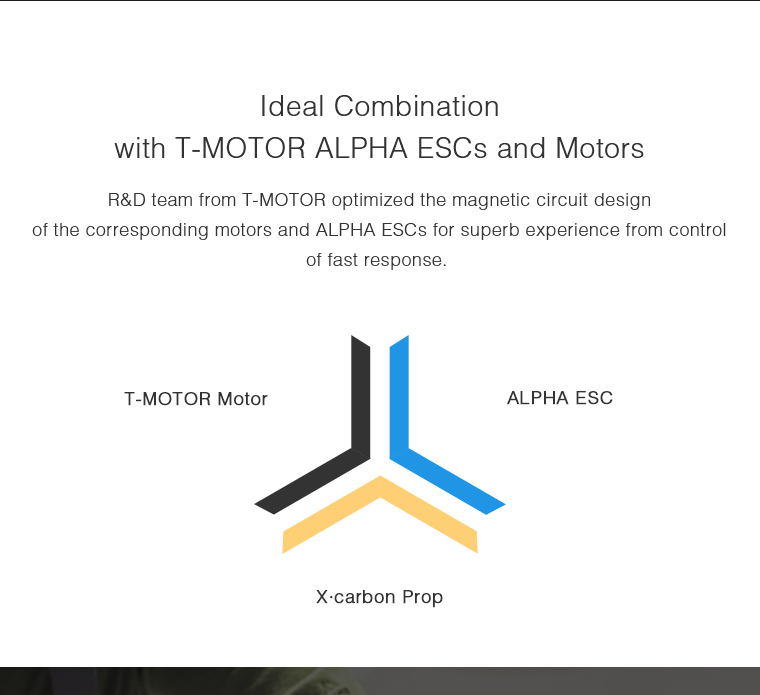 Ideal Combination
with T-MOTOR ALPHA ESCs and Motors
R&D team from T-MOTOR optimized the magnetic circuit design
of the corresponding motors and ALPHA ESCs for superb experience from control
of fast response.
T-MOTOR Motor
ALPHA ESC
X·carbon Prop